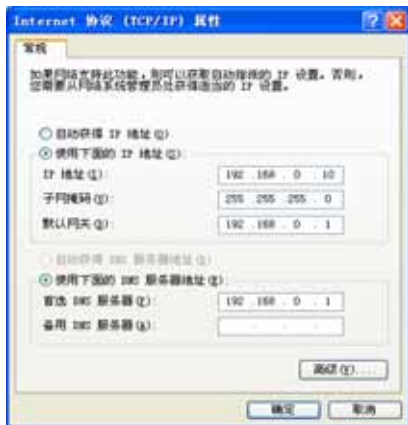 Internet 协议 (TCP/IP) 属性
常规
如果网络支持此功能，则可以获取自动指派的 IP 设置。否则，
您需要从网络系统管理员处获得适当的 IP 设置。
自动获得 IP 地址(O)
使用下面的 IP 地址(S):
IP 地址(I): 192 .168 . 0 . 10
子网掩码(U): 255 .255 .255 . 0
默认网关(D): 192 .168 . 0 . 1
自动获得 DNS 服务器地址(B)
使用下面的 DNS 服务器地址(E):
首选 DNS 服务器(P): 192 .168 . 0 . 1
备用 DNS 服务器(A): . . .
高级(V)...
确定 取消